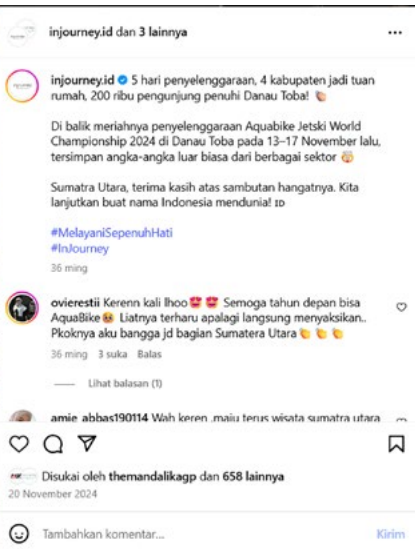 injourney.id dan 3 lainnya
injourney.id 5 hari penyelenggaraan, 4 kabupaten jadi tuan
rumah, 200 ribu pengunjung penuhi Danau Toba!
Di balik meriahnya penyelenggaraan Aquabike Jetski World
Championship 2024 di Danau Toba pada 13–17 November lalu,
tersimpan angka-angka luar biasa dari berbagai sektor
Sumatra Utara, terima kasih atas sambutan hangatnya. Kita
lanjutkan buat nama Indonesia mendunia! ID
#MelayaniSepenuhHati
#InJourney
36 ming
ovierestii Kerenn kali lhoo Semoga tahun depan bisa
AquaBike Liatnya terharu apalagi langsung menyaksikan..
Pkoknya aku bangga jd bagian Sumatera Utara
36 ming 3 suka Balas
Lihat balasan (1)
amie_abbas190114 Wah keren ,maju terus wisata sumatra utara
Disukai oleh themandalikagp dan 658 lainnya
20 November 2024
Tambahkan komentar...
Kirim